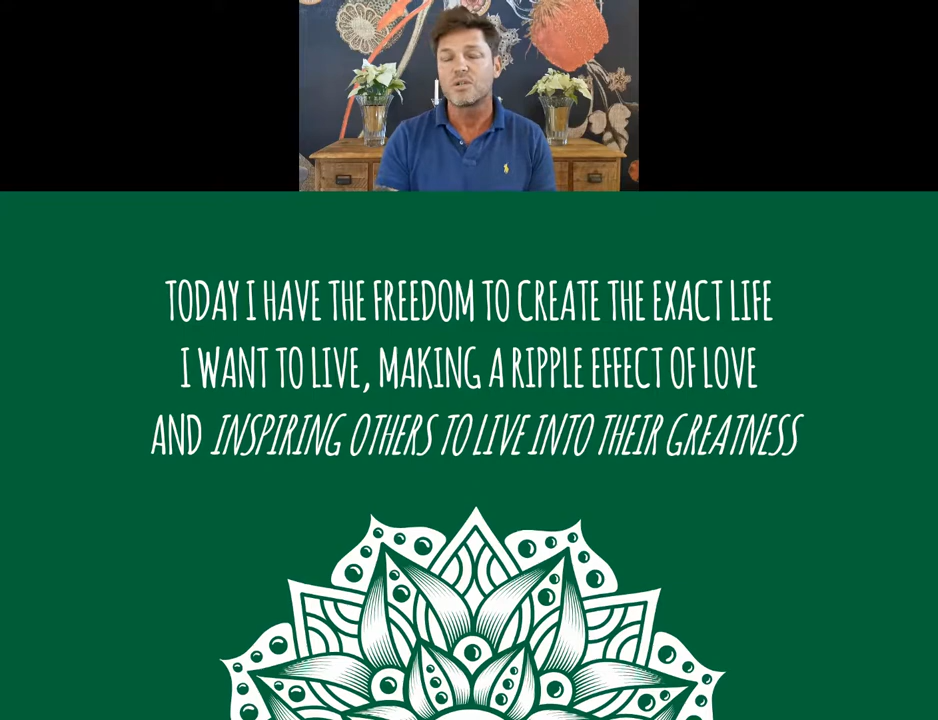 TODAY I HAVE THE FREEDOM TO CREATE THE EXACT LIFE
I WANT TO LIVE, MAKING A RIPPLE EFFECT OF LOVE
AND INSPIRING OTHERS TO LIVE INTO THEIR GREATNESS